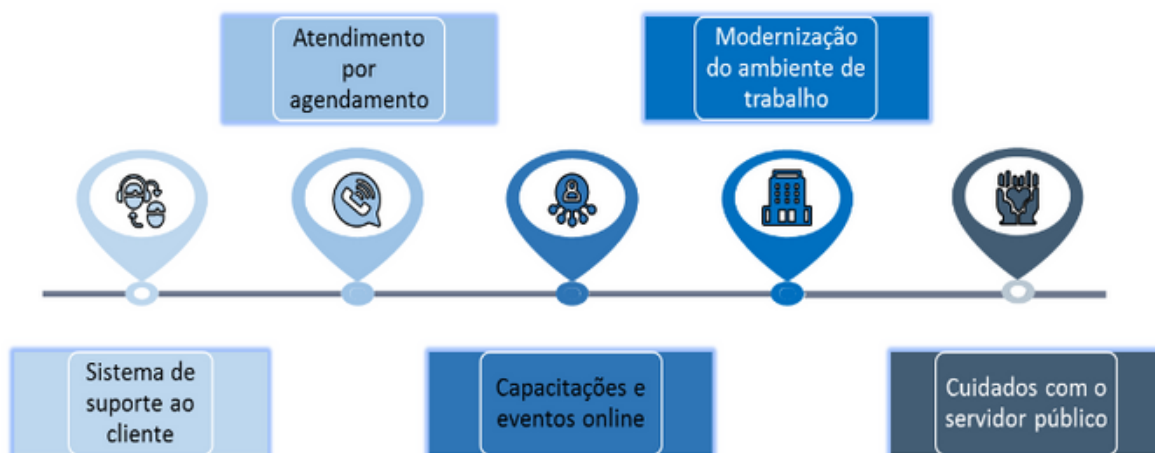 Atendimento
por
agendamento
Modernização
do ambiente de
trabalho
Sistema de
suporte ao
cliente
Capacitações e
eventos online
Cuidados com o
servidor público